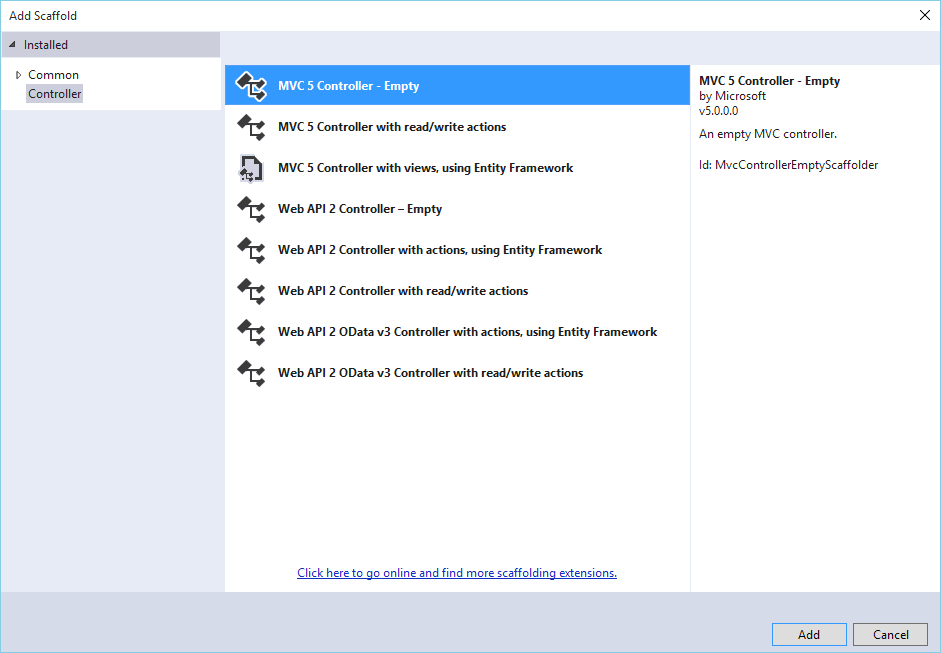 Add Scaffold
Installed
Common
Controller
MVC 5 Controller - Empty
MVC 5 Controller with read/write actions
MVC 5 Controller with views, using Entity Framework
Web API 2 Controller – Empty
Web API 2 Controller with actions, using Entity Framework
Web API 2 Controller with read/write actions
Web API 2 OData v3 Controller with actions, using Entity Framework
Web API 2 OData v3 Controller with read/write actions
Click here to go online and find more scaffolding extensions.
MVC 5 Controller - Empty
by Microsoft
v5.0.0.0
An empty MVC controller.
Id: MvcControllerEmptyScaffolder
Add
Cancel